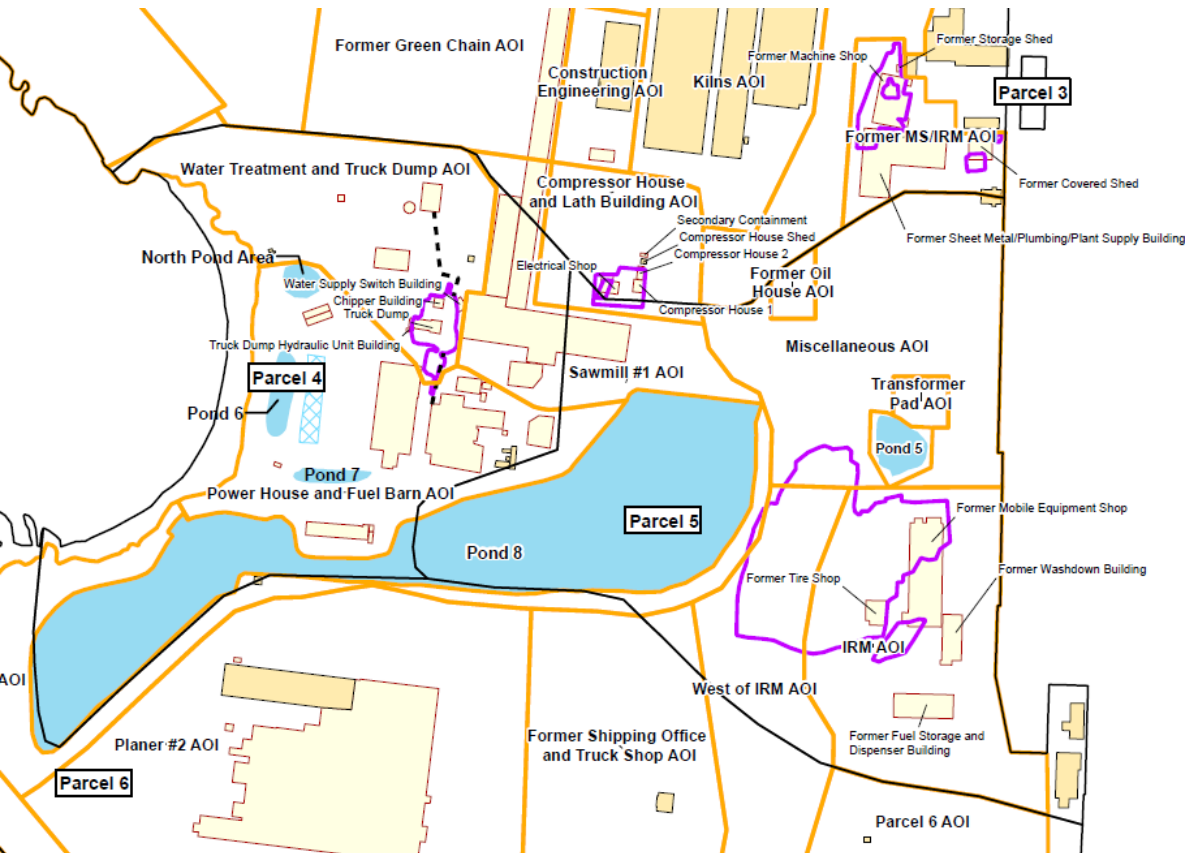 Former Green Chain AOI
Construction
Engineering AOI
Kilns AOI
Former Machine Shop
Former Storage Shed
Parcel 3
Former MS/IRM AOI
Former Covered Shed
Former Sheet Metal/Plumbing/Plant Supply Building
Water Treatment and Truck Dump AOI
Compressor House
and Lath Building AOI
Secondary Containment
Compressor House Shed
Compressor House 2
Electrical Shop
Compressor House 1
Former Oil
House AOI
North Pond Area
Water Supply Switch Building
Chipper Building
Truck Dump
Truck Dump Hydraulic Unit Building
Parcel 4
Pond 6
Sawmill #1 AOI
Miscellaneous AOI
Transformer
Pad AOI
Pond 5
Pond 7
Power House and Fuel Barn AOI
Parcel 5
Pond 8
Former Mobile Equipment Shop
Former Tire Shop
Former Washdown Building
IRM AOI
AOI
West of IRM AOI
Planer #2 AOI
Former Shipping Office
and Truck Shop AOI
Former Fuel Storage and
Dispenser Building
Parcel 6
Parcel 6 AOI